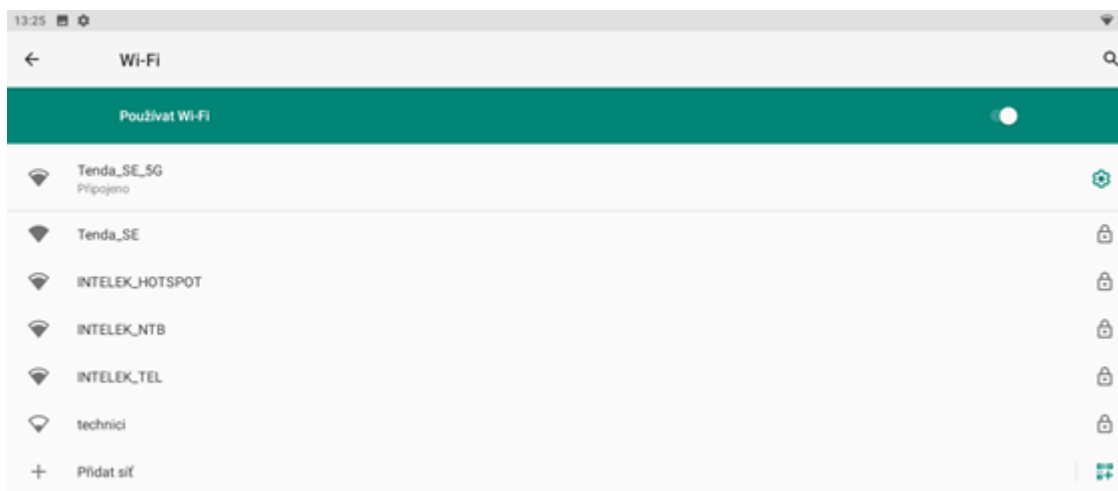 13:25
Wi-Fi
Používat Wi-Fi
Tenda_SE_5G
Připojeno
Tenda_SE
INTELEK_HOTSPOT
INTELEK_NTB
INTELEK_TEL
technici
Přidat síť